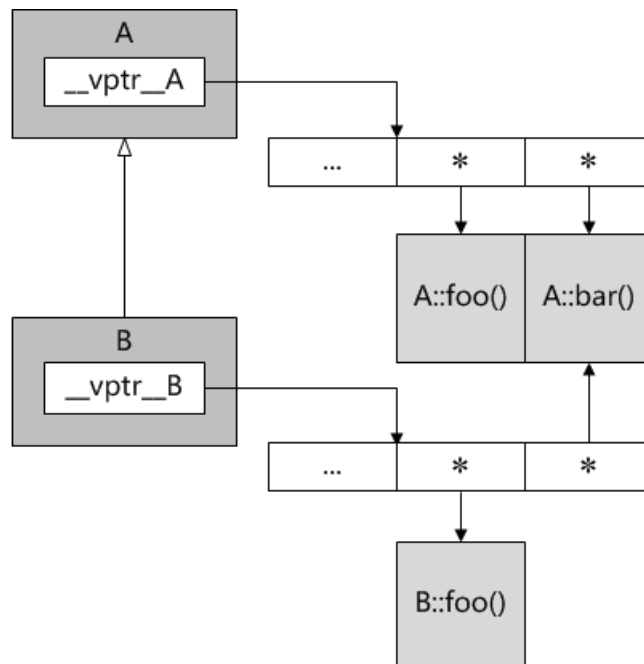 A
__vptr__A
... * *
A::foo() A::bar()
B
__vptr__B
... * *
B::foo()